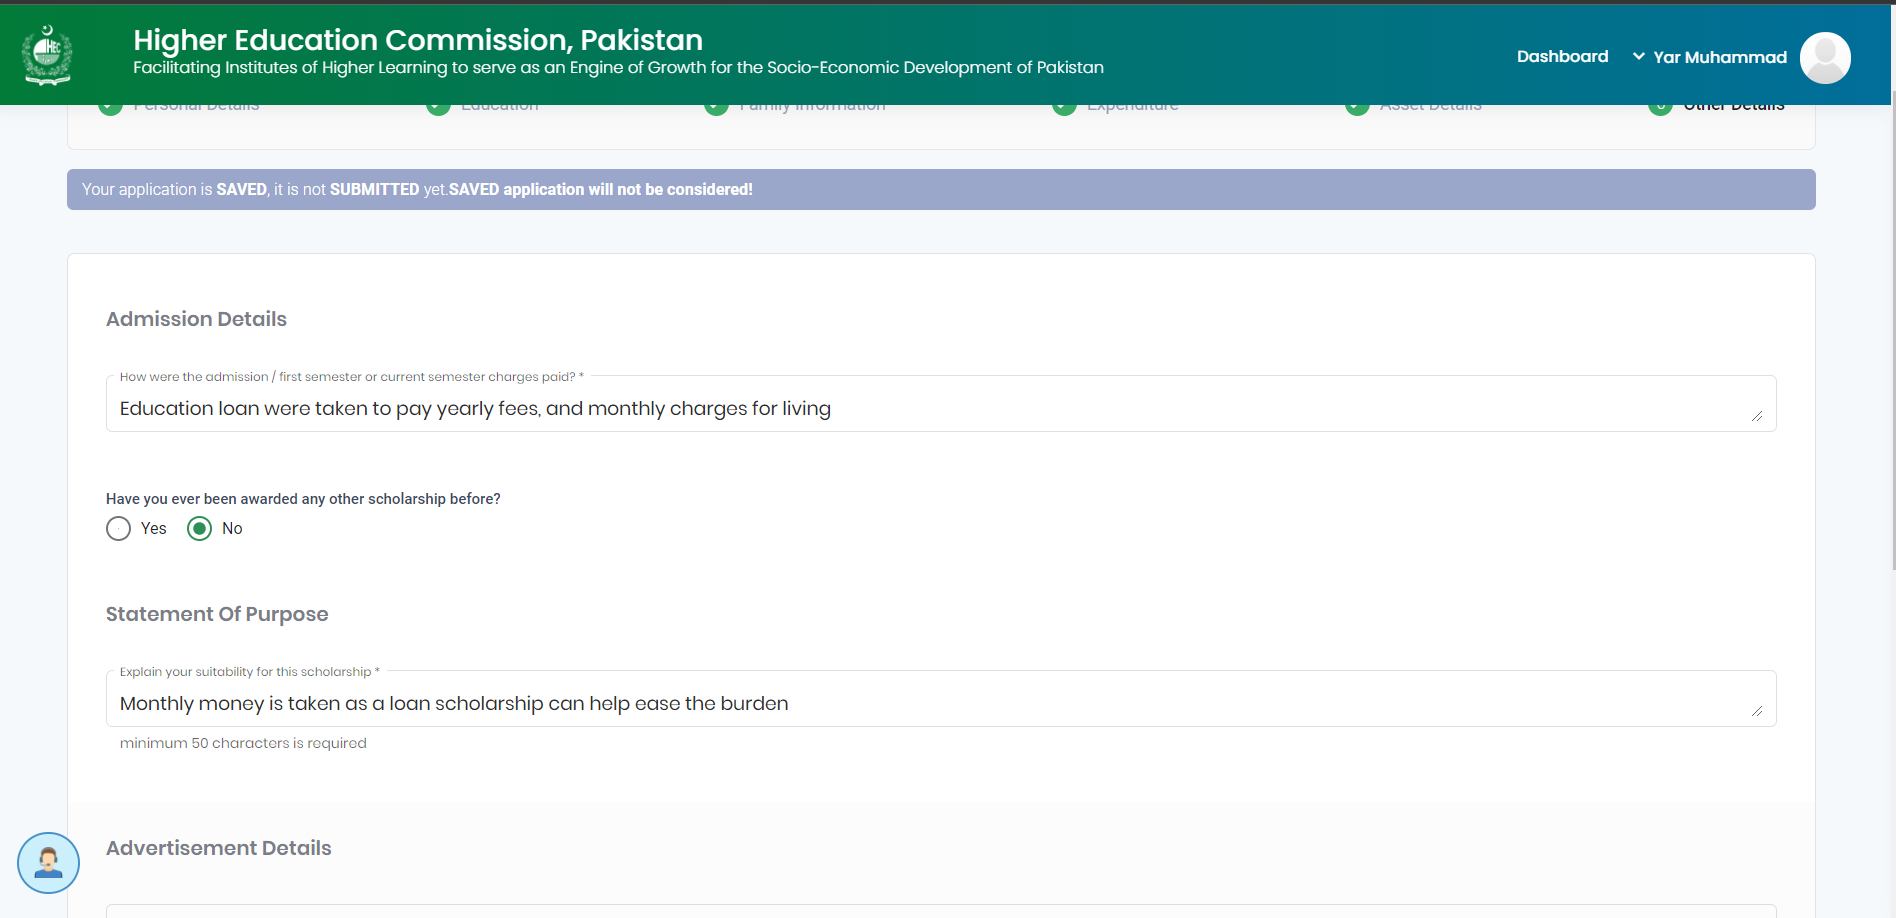 Higher Education Commission, Pakistan
Facilitating Institutes of Higher Learning to serve as an Engine of Growth for the Socio-Economic Development of Pakistan
Dashboard
Yar Muhammad
HEC
Personal Details
Education
Family Information
Expenditure
Asset Details
6 Other Details
Your application is SAVED, it is not SUBMITTED yet.SAVED application will not be considered!
Admission Details
How were the admission / first semester or current semester charges paid? *
Education loan were taken to pay yearly fees, and monthly charges for living
Have you ever been awarded any other scholarship before?
Yes No
Statement Of Purpose
Explain your suitability for this scholarship *
Monthly money is taken as a loan scholarship can help ease the burden
minimum 50 characters is required
Advertisement Details